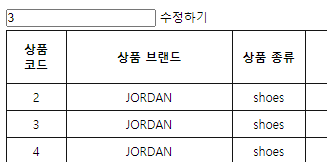 3 수정하기
상품 코드 상품 브랜드 상품 종류
2 JORDAN shoes
3 JORDAN shoes
4 JORDAN shoes